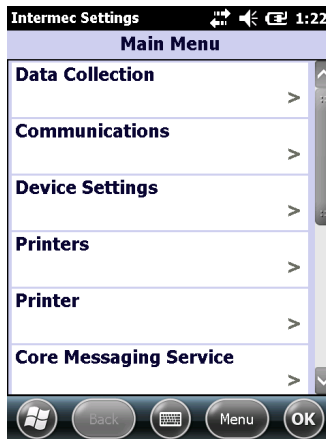 Intermec Settings 1:22
Main Menu
Data Collection
>
Communications
>
Device Settings
>
Printers
>
Printer
>
Core Messaging Service
>
Back Menu OK